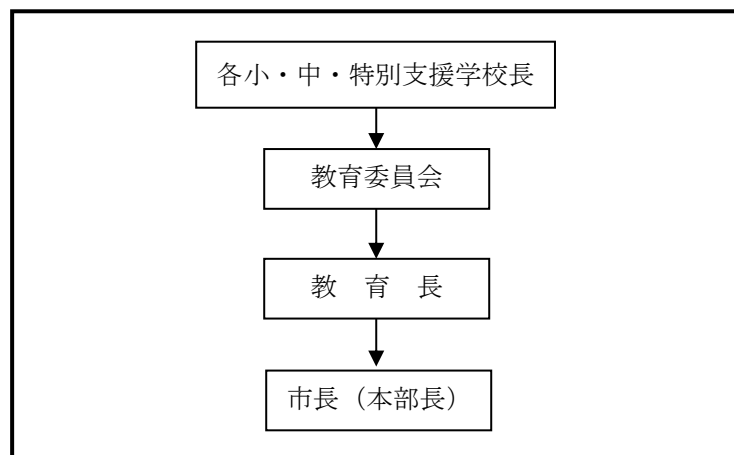 各小・中・特別支援学校長
教育委員会
教　育　長
市長（本部長）